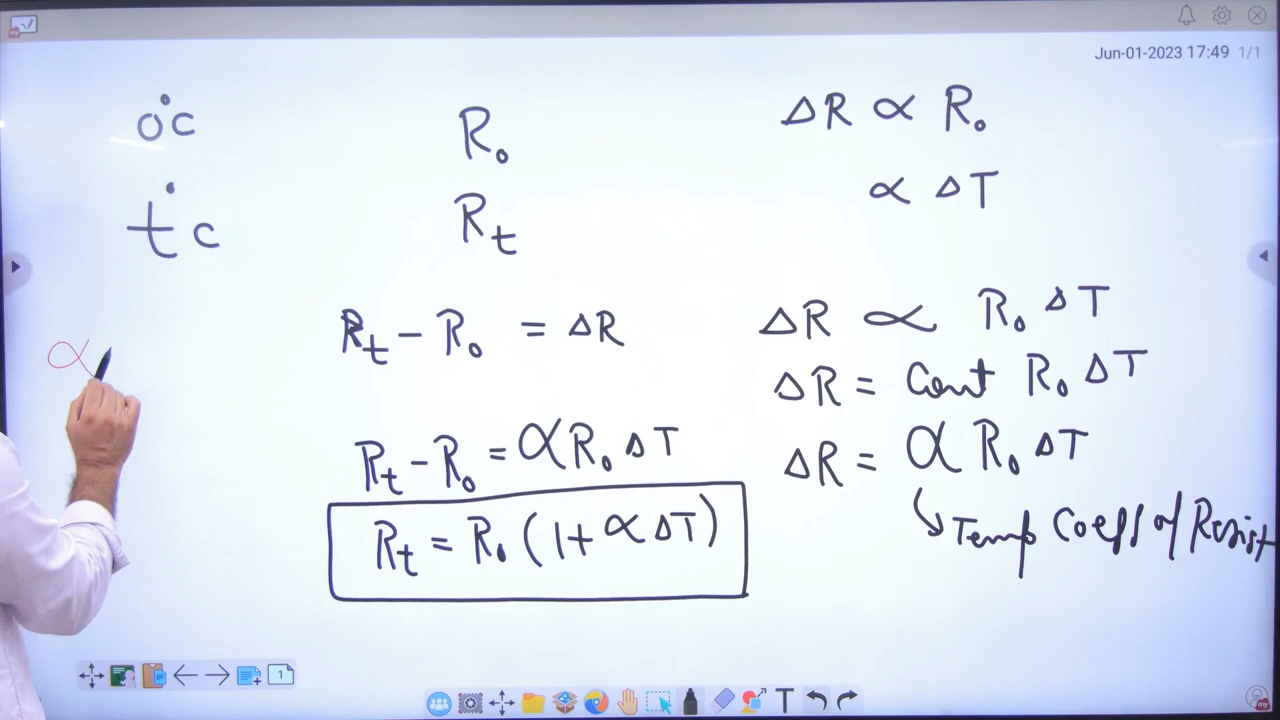 Jun-01-2023 17:49 1/1
0°C
R₀
ΔR ∝ R₀
t°C
R_t
∝ ΔT
R_t − R₀ = ΔR
ΔR ∝ R₀ ΔT
ΔR = Cont R₀ ΔT
∝
R_t − R₀ = α R₀ ΔT
ΔR = α R₀ ΔT
R_t = R₀ (1 + α ΔT)
↳ Temp Coeff of Resist
1
T